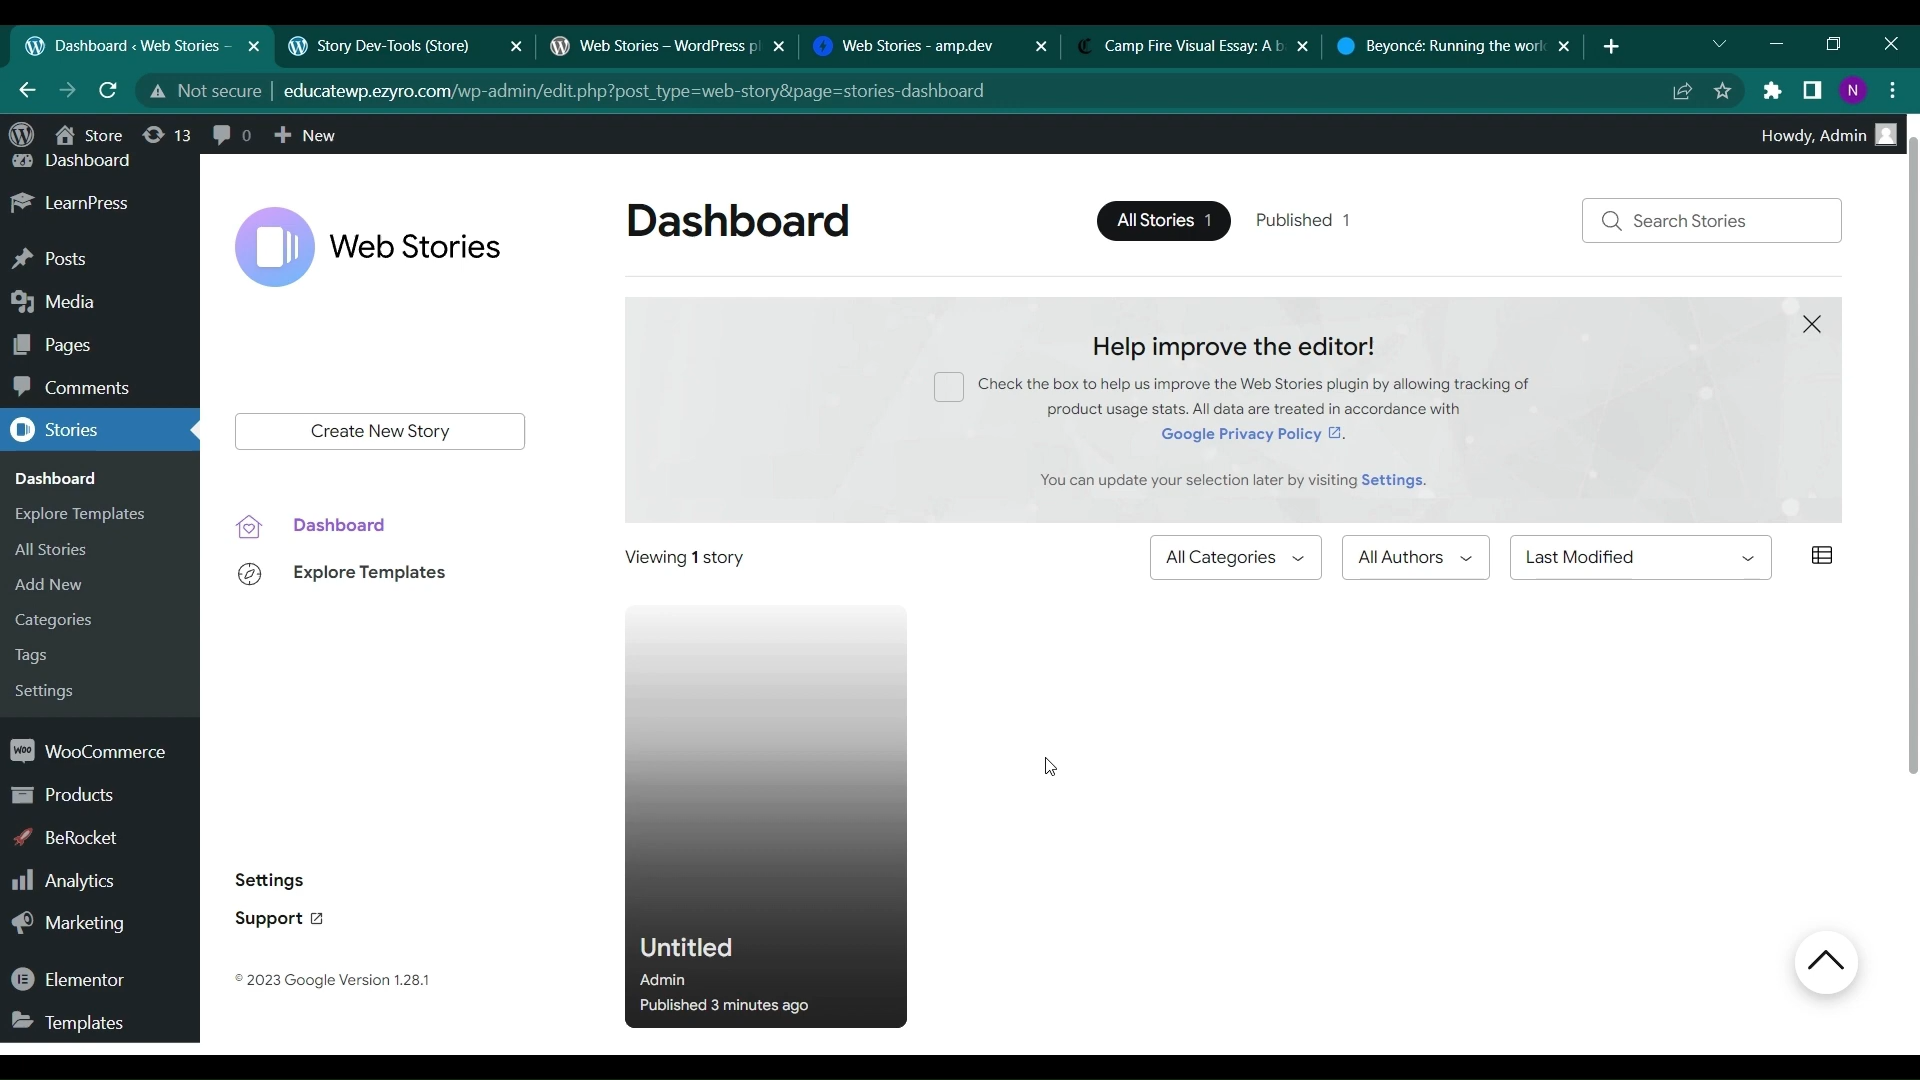 Dashboard ‹ Web Stories –
Story Dev-Tools (Store)
Web Stories – WordPress pl
Web Stories - amp.dev
Camp Fire Visual Essay: A b
Beyoncé: Running the work
Not secure
educatewp.ezyro.com/wp-admin/edit.php?post_type=web-story&page=stories-dashboard
N
Store
13
0
New
Howdy, Admin
Dashboard
LearnPress
Posts
Media
Pages
Comments
Stories
Dashboard
Explore Templates
All Stories
Add New
Categories
Tags
Settings
WooCommerce
Products
BeRocket
Analytics
Marketing
Elementor
Templates
Web Stories
Create New Story
Dashboard
Explore Templates
Settings
Support
© 2023 Google Version 1.28.1
Dashboard
All Stories 1
Published 1
Search Stories
Help improve the editor!
Check the box to help us improve the Web Stories plugin by allowing tracking of
product usage stats. All data are treated in accordance with
Google Privacy Policy .
You can update your selection later by visiting Settings.
Viewing 1 story
All Categories
All Authors
Last Modified
Untitled
Admin
Published 3 minutes ago